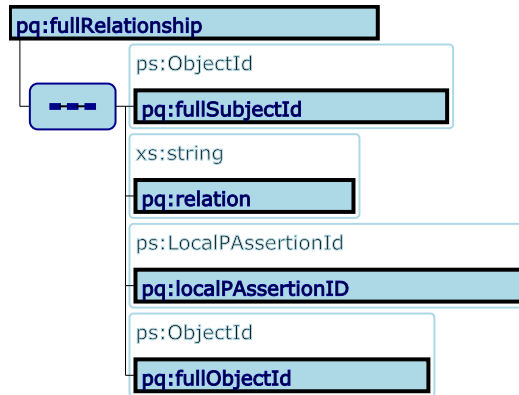 pq:fullRelationship
ps:ObjectId
pq:fullSubjectId
xs:string
pq:relation
ps:LocalPAssertionId
pq:localPAssertionID
ps:ObjectId
pq:fullObjectId